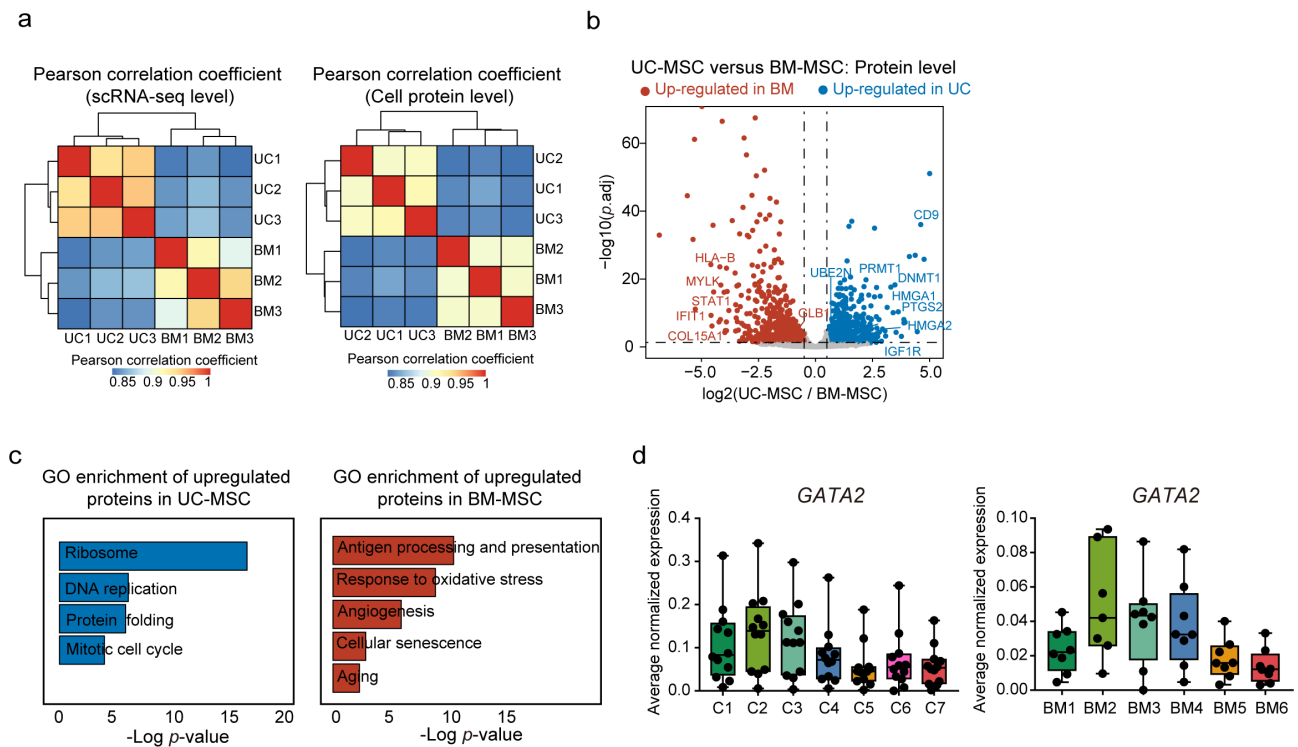 a
Pearson correlation coefficient
(scRNA-seq level)
UC1
UC2
UC3
BM1
BM2
BM3
UC1 UC2 UC3 BM1 BM2 BM3
Pearson correlation coefficient
0.85 0.9 0.95 1
Pearson correlation coefficient
(Cell protein level)
UC2
UC1
UC3
BM2
BM1
BM3
UC2 UC1 UC3 BM2 BM1 BM3
Pearson correlation coefficient
0.85 0.9 0.95 1
b
UC-MSC versus BM-MSC: Protein level
Up-regulated in BM Up-regulated in UC
−log10(p.adj)
60
40
20
0
CD9
HLA−B
UBE2N
PRMT1
MYLK
DNMT1
STAT1
HMGA1
IFIT1
GLB1
PTGS2
COL15A1
HMGA2
IGF1R
−5.0 −2.5 0.0 2.5 5.0
log2(UC-MSC / BM-MSC)
c
GO enrichment of upregulated
proteins in UC-MSC
Ribosome
DNA replication
Protein folding
Mitotic cell cycle
0 5 10 15 20
-Log p-value
GO enrichment of upregulated
proteins in BM-MSC
Antigen processing and presentation
Response to oxidative stress
Angiogenesis
Cellular senescence
Aging
0 5 10 15
-Log p-value
d
GATA2
Average normalized expression
0.4
0.3
0.2
0.1
0.0
C1 C2 C3 C4 C5 C6 C7
GATA2
Average normalized expression
0.10
0.08
0.06
0.04
0.02
0.00
BM1 BM2 BM3 BM4 BM5 BM6